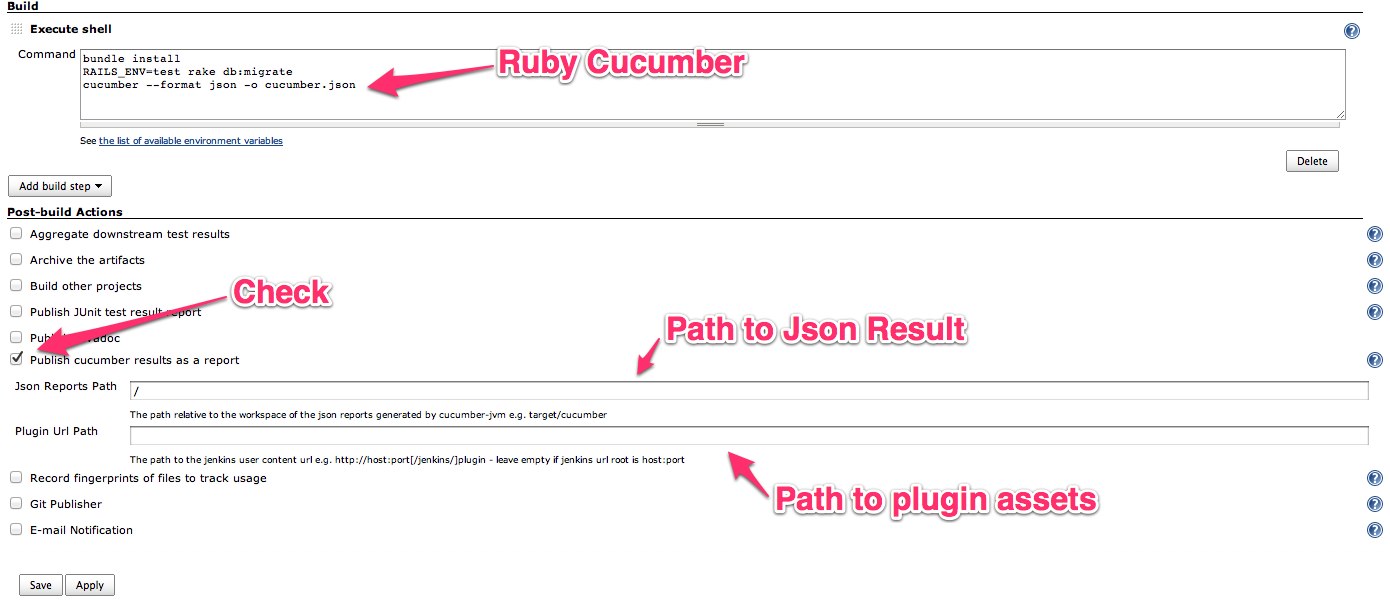 Build
Execute shell
Command
bundle install
RAILS_ENV=test rake db:migrate
cucumber --format json -o cucumber.json
Ruby Cucumber
See the list of available environment variables
Delete
Add build step
Post-build Actions
Aggregate downstream test results
Archive the artifacts
Build other projects
Check
Publish JUnit test result report
Path to Json Result
Publish cucumber results as a report
Json Reports Path
/
The path relative to the workspace of the json reports generated by cucumber-jvm e.g. target/cucumber
Plugin Url Path
The path to the jenkins user content url e.g. http://host:port[/jenkins/]plugin - leave empty if jenkins url root is host:port
Record fingerprints of files to track usage
Path to plugin assets
Git Publisher
E-mail Notification
Save Apply